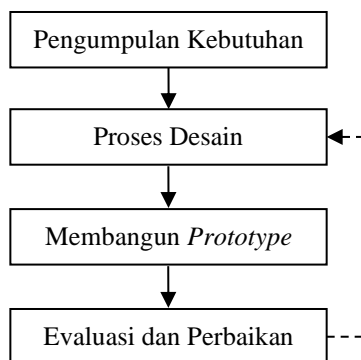 Pengumpulan Kebutuhan
Proses Desain
Membangun Prototype
Evaluasi dan Perbaikan